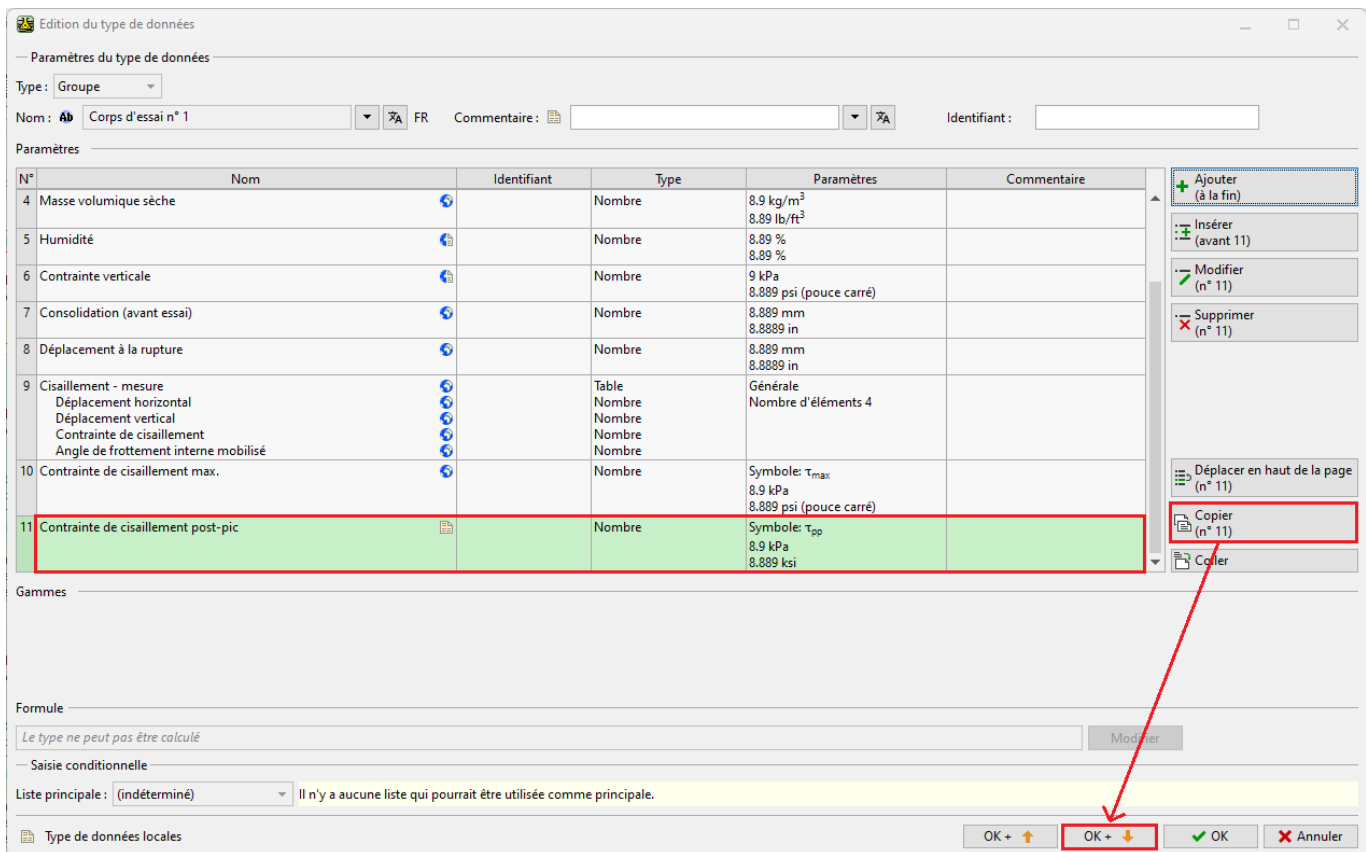 Edition du type de données
Paramètres du type de données
Type : Groupe
Nom : Ab Corps d'essai n° 1 FR Commentaire : Identifiant :
Paramètres
N° Nom Identifiant Type Paramètres Commentaire
4 Masse volumique sèche Nombre 8.9 kg/m³
8.89 lb/ft³
5 Humidité Nombre 8.89 %
8.89 %
6 Contrainte verticale Nombre 9 kPa
8.889 psi (pouce carré)
7 Consolidation (avant essai) Nombre 8.889 mm
8.8889 in
8 Déplacement à la rupture Nombre 8.889 mm
8.8889 in
9 Cisaillement - mesure Table Générale
Déplacement horizontal Nombre Nombre d'éléments 4
Déplacement vertical Nombre
Contrainte de cisaillement Nombre
Angle de frottement interne mobilisé Nombre
10 Contrainte de cisaillement max. Nombre Symbole: τmax
8.9 kPa
8.889 psi (pouce carré)
11 Contrainte de cisaillement post-pic Nombre Symbole: τpp
8.9 kPa
8.889 ksi
Ajouter
(à la fin)
Insérer
(avant 11)
Modifier
(n° 11)
Supprimer
(n° 11)
Déplacer en haut de la page
(n° 11)
Copier
(n° 11)
Coller
Gammes
Formule
Le type ne peut pas être calculé Modifier
Saisie conditionnelle
Liste principale : (indéterminé) Il n'y a aucune liste qui pourrait être utilisée comme principale.
Type de données locales OK + OK + OK Annuler